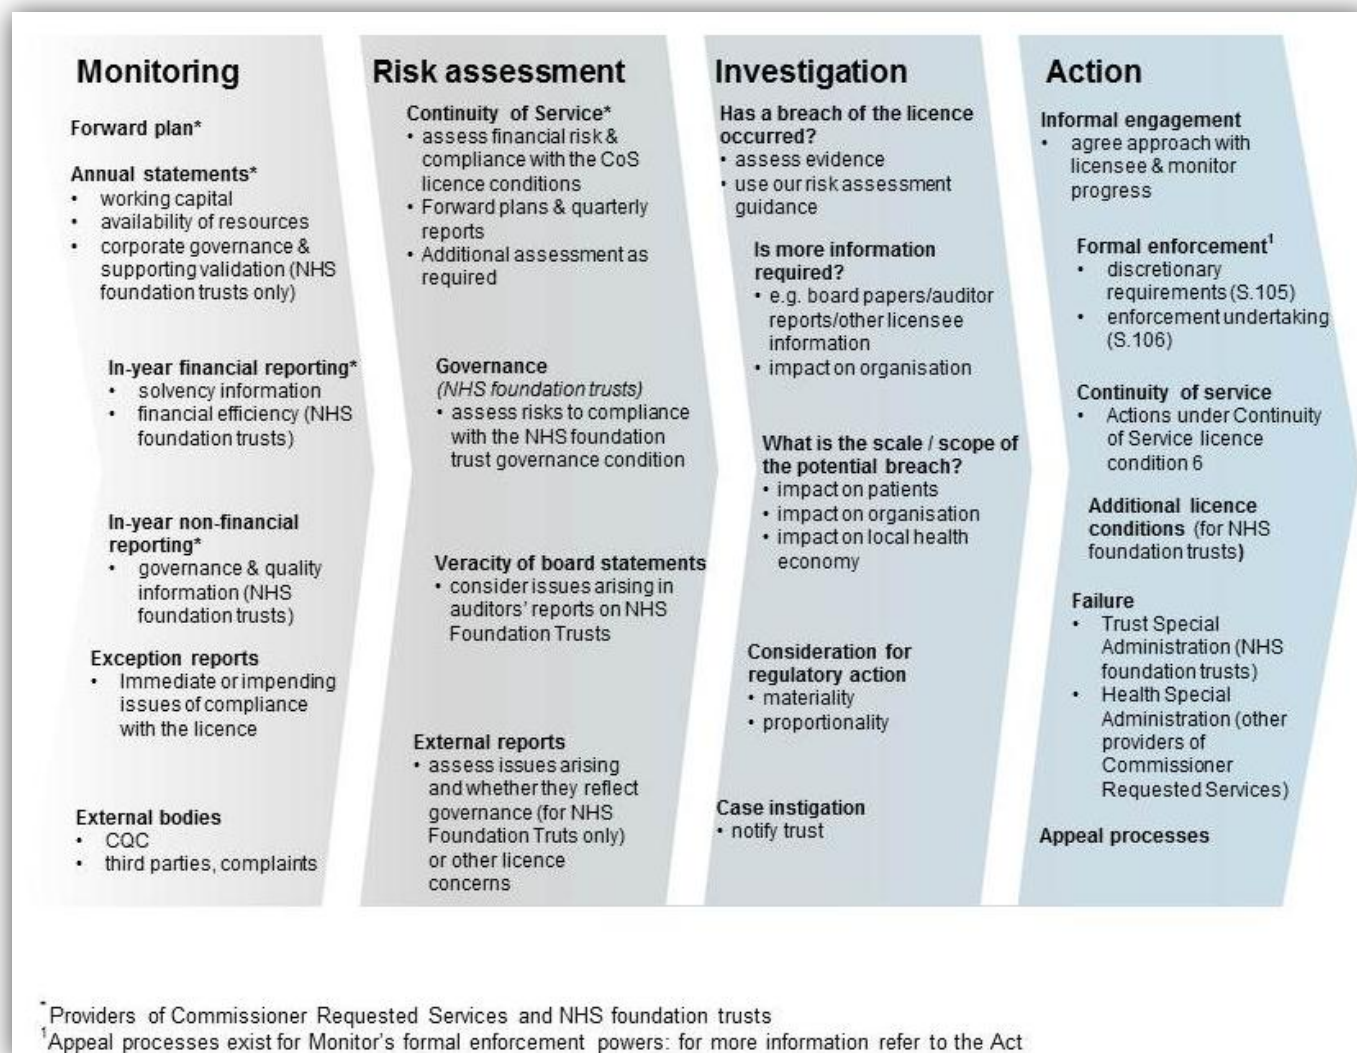 Monitoring
Forward plan*
Annual statements*
• working capital
• availability of resources
• corporate governance &
supporting validation (NHS
foundation trusts only)
In-year financial reporting*
• solvency information
• financial efficiency (NHS
foundation trusts)
In-year non-financial
reporting*
• governance & quality
information (NHS
foundation trusts)
Exception reports
• Immediate or impending
issues of compliance
with the licence
External bodies
• CQC
• third parties, complaints
Risk assessment
Continuity of Service*
• assess financial risk &
compliance with the CoS
licence conditions
• Forward plans & quarterly
reports
• Additional assessment as
required
Governance
(NHS foundation trusts)
• assess risks to compliance
with the NHS foundation
trust governance condition
Veracity of board statements
• consider issues arising in
auditors' reports on NHS
Foundation Trusts
External reports
• assess issues arising
and whether they reflect
governance (for NHS
Foundation Truts only)
or other licence
concerns
Investigation
Has a breach of the licence
occurred?
• assess evidence
• use our risk assessment
guidance
Is more information
required?
• e.g. board papers/auditor
reports/other licensee
information
• impact on organisation
What is the scale / scope of
the potential breach?
• impact on patients
• impact on organisation
• impact on local health
economy
Consideration for
regulatory action
• materiality
• proportionality
Case instigation
• notify trust
Action
Informal engagement
• agree approach with
licensee & monitor
progress
Formal enforcement¹
• discretionary
requirements (S.105)
• enforcement undertaking
(S.106)
Continuity of service
• Actions under Continuity
of Service licence
condition 6
Additional licence
conditions (for NHS
foundation trusts)
Failure
• Trust Special
Administration (NHS
foundation trusts)
• Health Special
Administration (other
providers of
Commissioner
Requested Services)
Appeal processes
* Providers of Commissioner Requested Services and NHS foundation trusts
¹Appeal processes exist for Monitor's formal enforcement powers: for more information refer to the Act